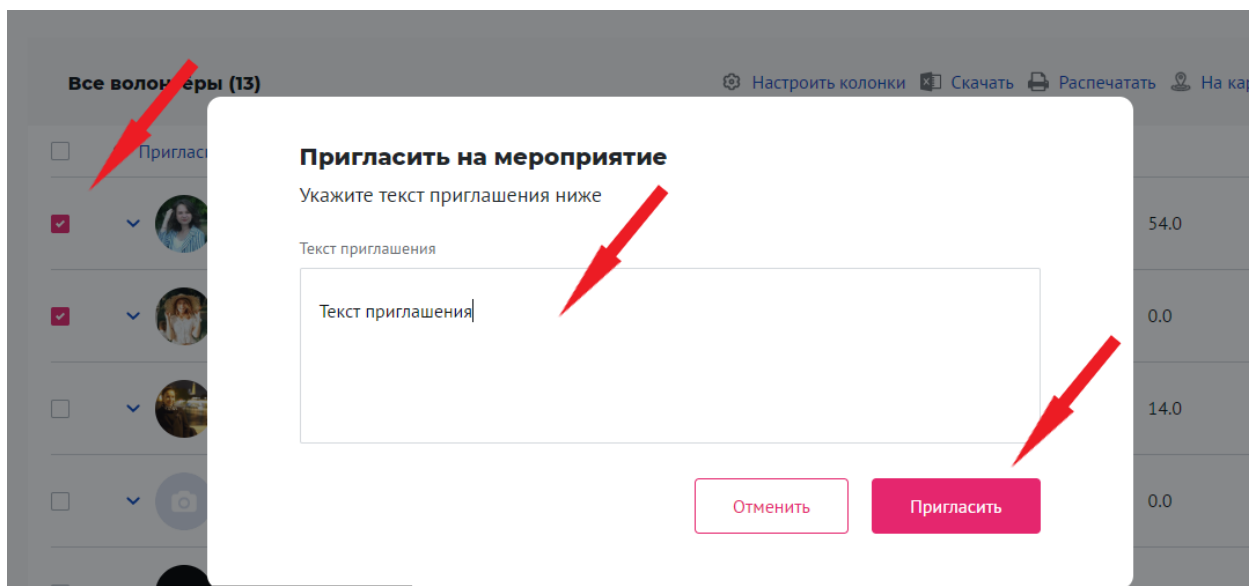 Все волонтеры (13)
Настроить колонки Скачать Распечатать На кар
Пригласи
Пригласить на мероприятие
Укажите текст приглашения ниже
Текст приглашения
Текст приглашения
54.0
0.0
14.0
0.0
Отменить Пригласить